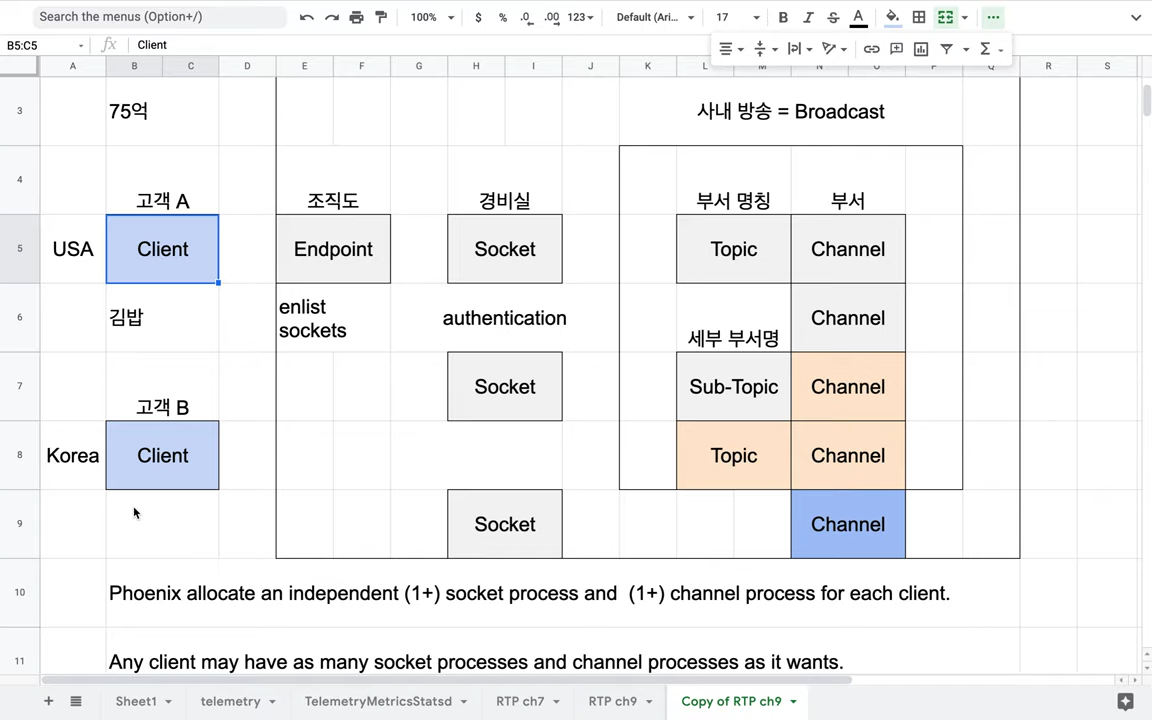 Search the menus (Option+/)
100%
$
%
.0
.00
123
Default (Ari...
17
B
I
S
A
B5:C5
fx
Client
A
B
C
D
E
F
G
H
I
J
K
L
M
N
O
P
Q
R
S
3
75억
사내 방송 = Broadcast
4
고객 A
조직도
경비실
부서 명칭
부서
5
USA
Client
Endpoint
Socket
Topic
Channel
6
김밥
enlist
sockets
authentication
세부 부서명
Channel
7
고객 B
Socket
Sub-Topic
Channel
8
Korea
Client
Topic
Channel
9
Socket
Channel
10
Phoenix allocate an independent (1+) socket process and (1+) channel process for each client.
11
Any client may have as many socket processes and channel processes as it wants.
Sheet1
telemetry
TelemetryMetricsStatsd
RTP ch7
RTP ch9
Copy of RTP ch9